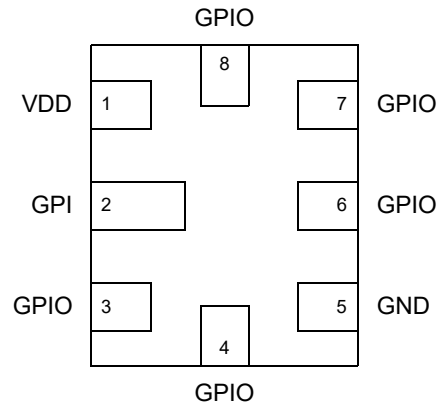 GPIO
8
VDD 1 7 GPIO
GPI 2 6 GPIO
GPIO 3 5 GND
4
GPIO